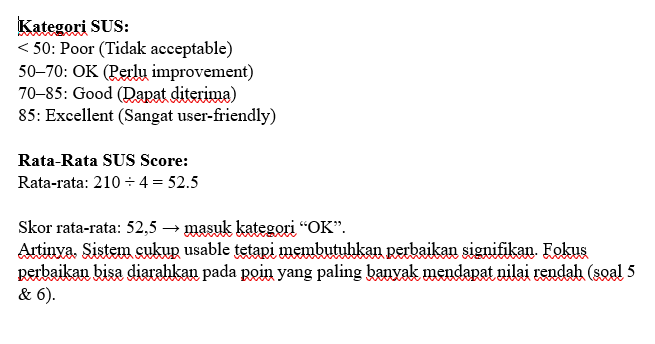 Kategori SUS:
< 50: Poor (Tidak acceptable)
50–70: OK (Perlu improvement)
70–85: Good (Dapat diterima)
85: Excellent (Sangat user-friendly)
Rata-Rata SUS Score:
Rata-rata: 210 ÷ 4 = 52.5
Skor rata-rata: 52,5 → masuk kategori “OK”.
Artinya, Sistem cukup usable tetapi membutuhkan perbaikan signifikan. Fokus
perbaikan bisa diarahkan pada poin yang paling banyak mendapat nilai rendah (soal 5
& 6).